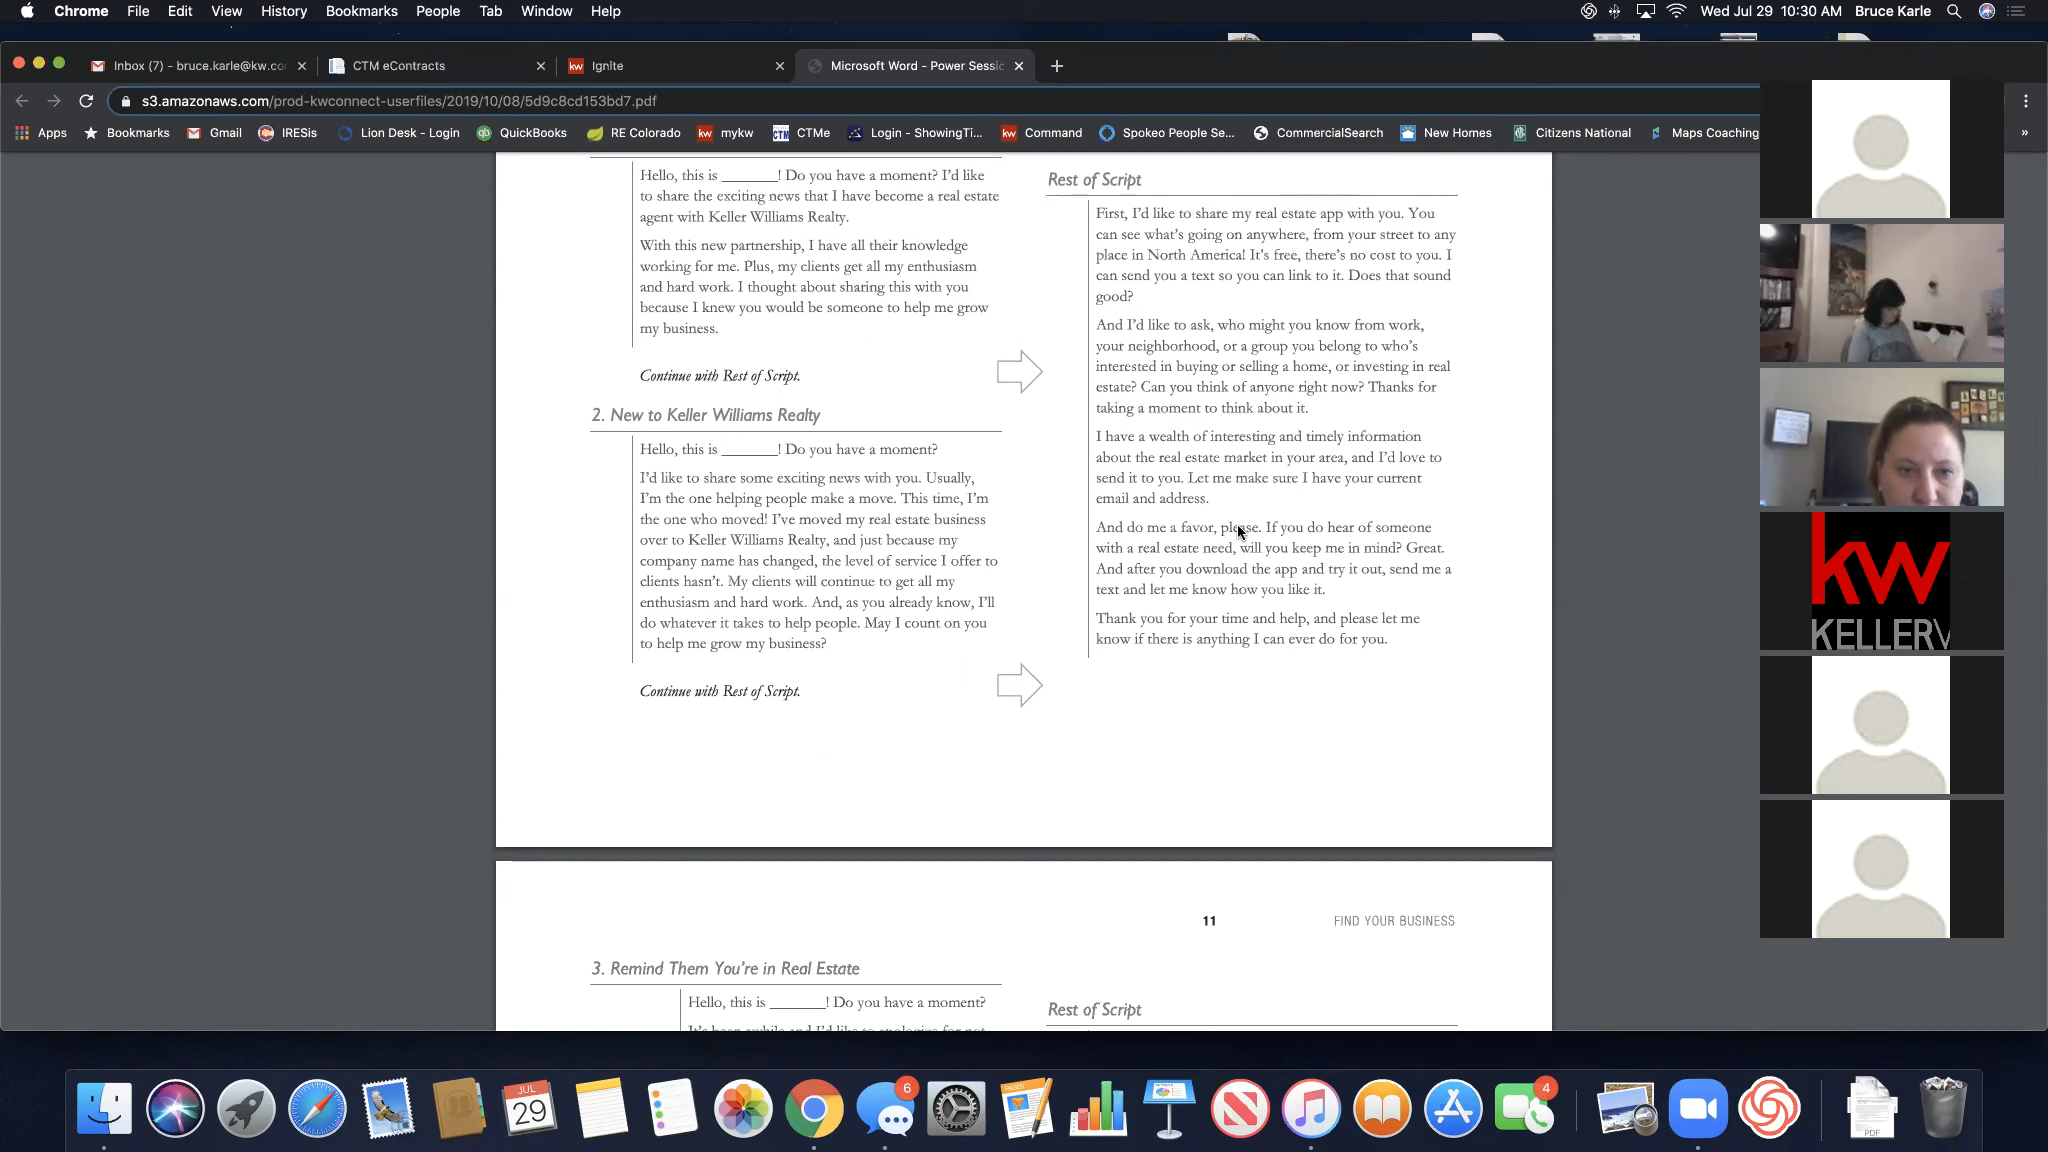 Chrome File Edit View History Bookmarks People Tab Window Help
Wed Jul 29 10:30 AM Bruce Karle
Inbox (7) - bruce.karle@kw.co
CTM eContracts
Ignite
Microsoft Word - Power Sessic
s3.amazonaws.com/prod-kwconnect-userfiles/2019/10/08/5d9c8cd153bd7.pdf
Apps Bookmarks Gmail IRESis Lion Desk - Login QuickBooks RE Colorado mykw CTMe Login - ShowingTi... Command Spokeo People Se... CommercialSearch New Homes Citizens National Maps Coaching
Hello, this is _______! Do you have a moment? I’d like
to share the exciting news that I have become a real estate
agent with Keller Williams Realty.
With this new partnership, I have all their knowledge
working for me. Plus, my clients get all my enthusiasm
and hard work. I thought about sharing this with you
because I knew you would be someone to help me grow
my business.
Continue with Rest of Script.
2. New to Keller Williams Realty
Hello, this is _______! Do you have a moment?
I’d like to share some exciting news with you. Usually,
I’m the one helping people make a move. This time, I’m
the one who moved! I’ve moved my real estate business
over to Keller Williams Realty, and just because my
company name has changed, the level of service I offer to
clients hasn’t. My clients will continue to get all my
enthusiasm and hard work. And, as you already know, I’ll
do whatever it takes to help people. May I count on you
to help me grow my business?
Continue with Rest of Script.
Rest of Script
First, I’d like to share my real estate app with you. You
can see what’s going on anywhere, from your street to any
place in North America! It’s free, there’s no cost to you. I
can send you a text so you can link to it. Does that sound
good?
And I’d like to ask, who might you know from work,
your neighborhood, or a group you belong to who’s
interested in buying or selling a home, or investing in real
estate? Can you think of anyone right now? Thanks for
taking a moment to think about it.
I have a wealth of interesting and timely information
about the real estate market in your area, and I’d love to
send it to you. Let me make sure I have your current
email and address.
And do me a favor, please. If you do hear of someone
with a real estate need, will you keep me in mind? Great.
And after you download the app and try it out, send me a
text and let me know how you like it.
Thank you for your time and help, and please let me
know if there is anything I can ever do for you.
11 FIND YOUR BUSINESS
3. Remind Them You’re in Real Estate
Hello, this is _______! Do you have a moment?
It’s been awhile and I’d like to apologize for not
Rest of Script
kw
KELLERV
JUL
29
6
4
PDF